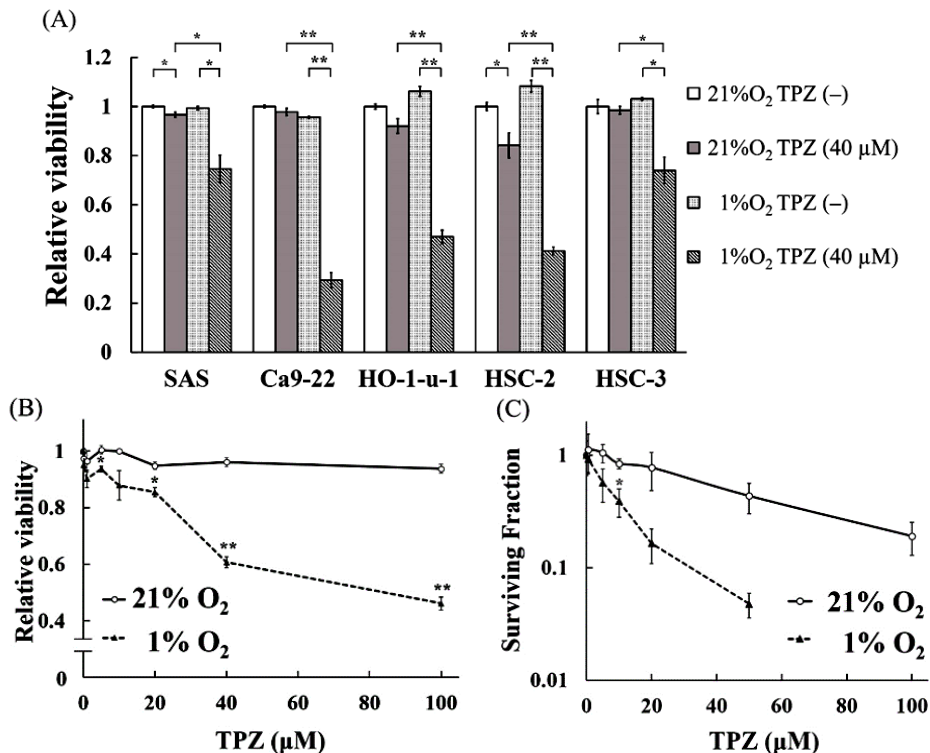 (A)
Relative viability
1.2
1
0.8
0.6
0.4
0.2
0
* ** ** ** *
* * ** ** * ** *
SAS Ca9-22 HO-1-u-1 HSC-2 HSC-3
21%O₂ TPZ (–)
21%O₂ TPZ (40 μM)
1%O₂ TPZ (–)
1%O₂ TPZ (40 μM)
(B)
Relative viability
1
0.8
0.6
0.4
0
* * ** **
21% O₂
1% O₂
0 20 40 60 80 100
TPZ (μM)
(C)
Surviving Fraction
1
0.1
0.01
*
21% O₂
1% O₂
0 20 40 60 80 100
TPZ (μM)